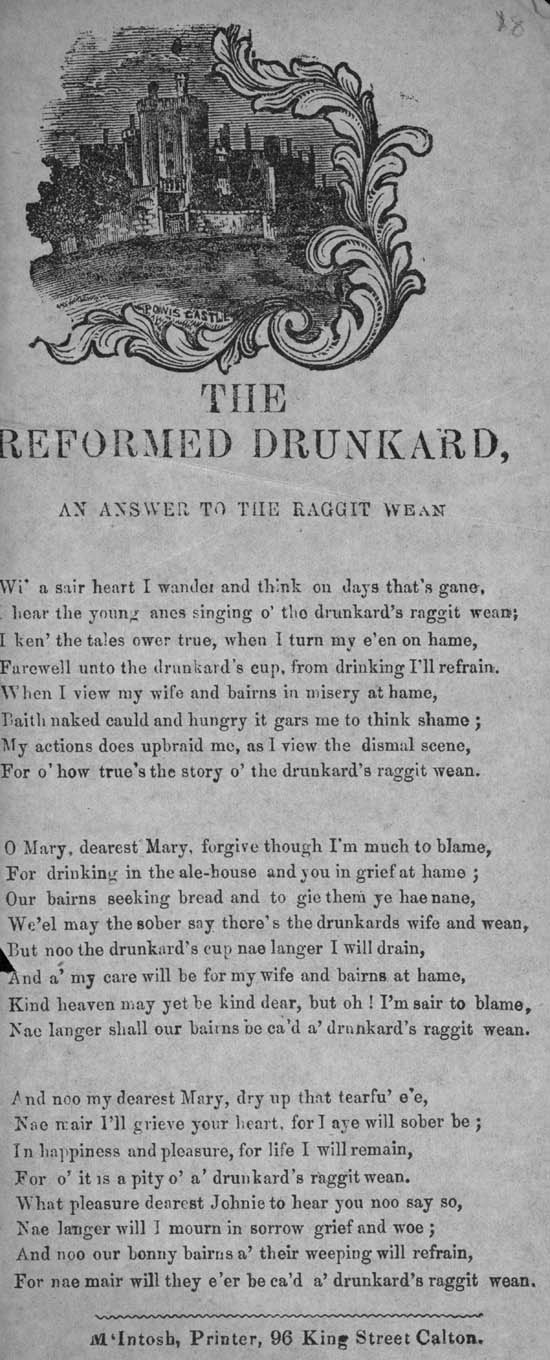 18
POWIS CASTLE
THE
REFORMED DRUNKARD,
AN ANSWER TO THE RAGGIT WEAN
Wi' a sair heart I wander and think on days that's gane,
I hear the young anes singing o' the drunkard's raggit wean;
I ken' the tales ower true, when I turn my e'en on hame,
Farewell unto the drunkard's cup, from drinking I'll refrain.
When I view my wife and bairns in misery at hame,
Baith naked cauld and hungry it gars me to think shame ;
My actions does upbraid me, as I view the dismal scene,
For o' how true's the story o' the drunkard's raggit wean.
O Mary, dearest Mary, forgive though I'm much to blame,
For drinking in the ale-house and you in grief at hame ;
Our bairns seeking bread and to gie them ye hae nane,
We'el may the sober say there's the drunkards wife and wean,
But noo the drunkard's cup nae langer I will drain,
And a' my care will be for my wife and bairns at hame,
Kind heaven may yet be kind dear, but oh ! I'm sair to blame,
Nae langer shall our bairns be ca'd a' drunkard's raggit wean.
And noo my dearest Mary, dry up that tearfu' e'e,
Nae mair I'll grieve your heart, for I aye will sober be ;
In happiness and pleasure, for life I will remain,
For o' it is a pity o' a' drunkard's raggit wean.
What pleasure dearest Johnie to hear you noo say so,
Nae langer will I mourn in sorrow grief and woe ;
And noo our bonny bairns a' their weeping will refrain,
For nae mair will they e'er be ca'd a' drunkard's raggit wean.
M'Intosh, Printer, 96 King Street Calton.